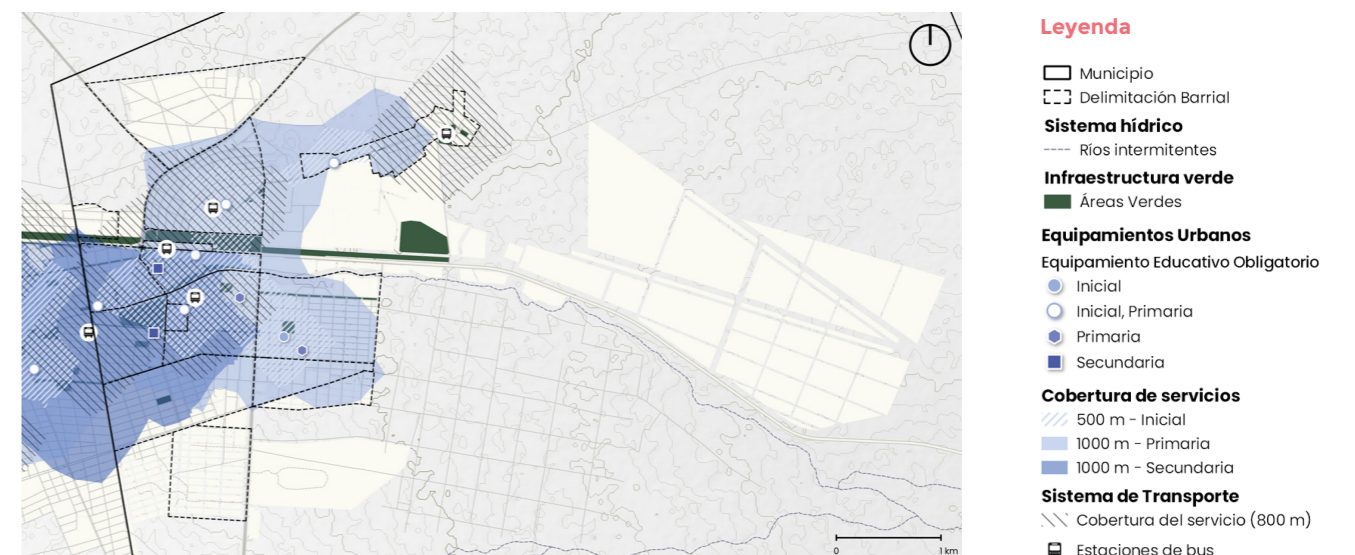 Leyenda
Municipio
Delimitación Barrial
Sistema hídrico
Ríos intermitentes
Infraestructura verde
Áreas Verdes
Equipamientos Urbanos
Equipamiento Educativo Obligatorio
Inicial
Inicial, Primaria
Primaria
Secundaria
Cobertura de servicios
500 m - Inicial
1000 m - Primaria
1000 m - Secundaria
Sistema de Transporte
Cobertura del servicio (800 m)
Estaciones de bus
0 1 km